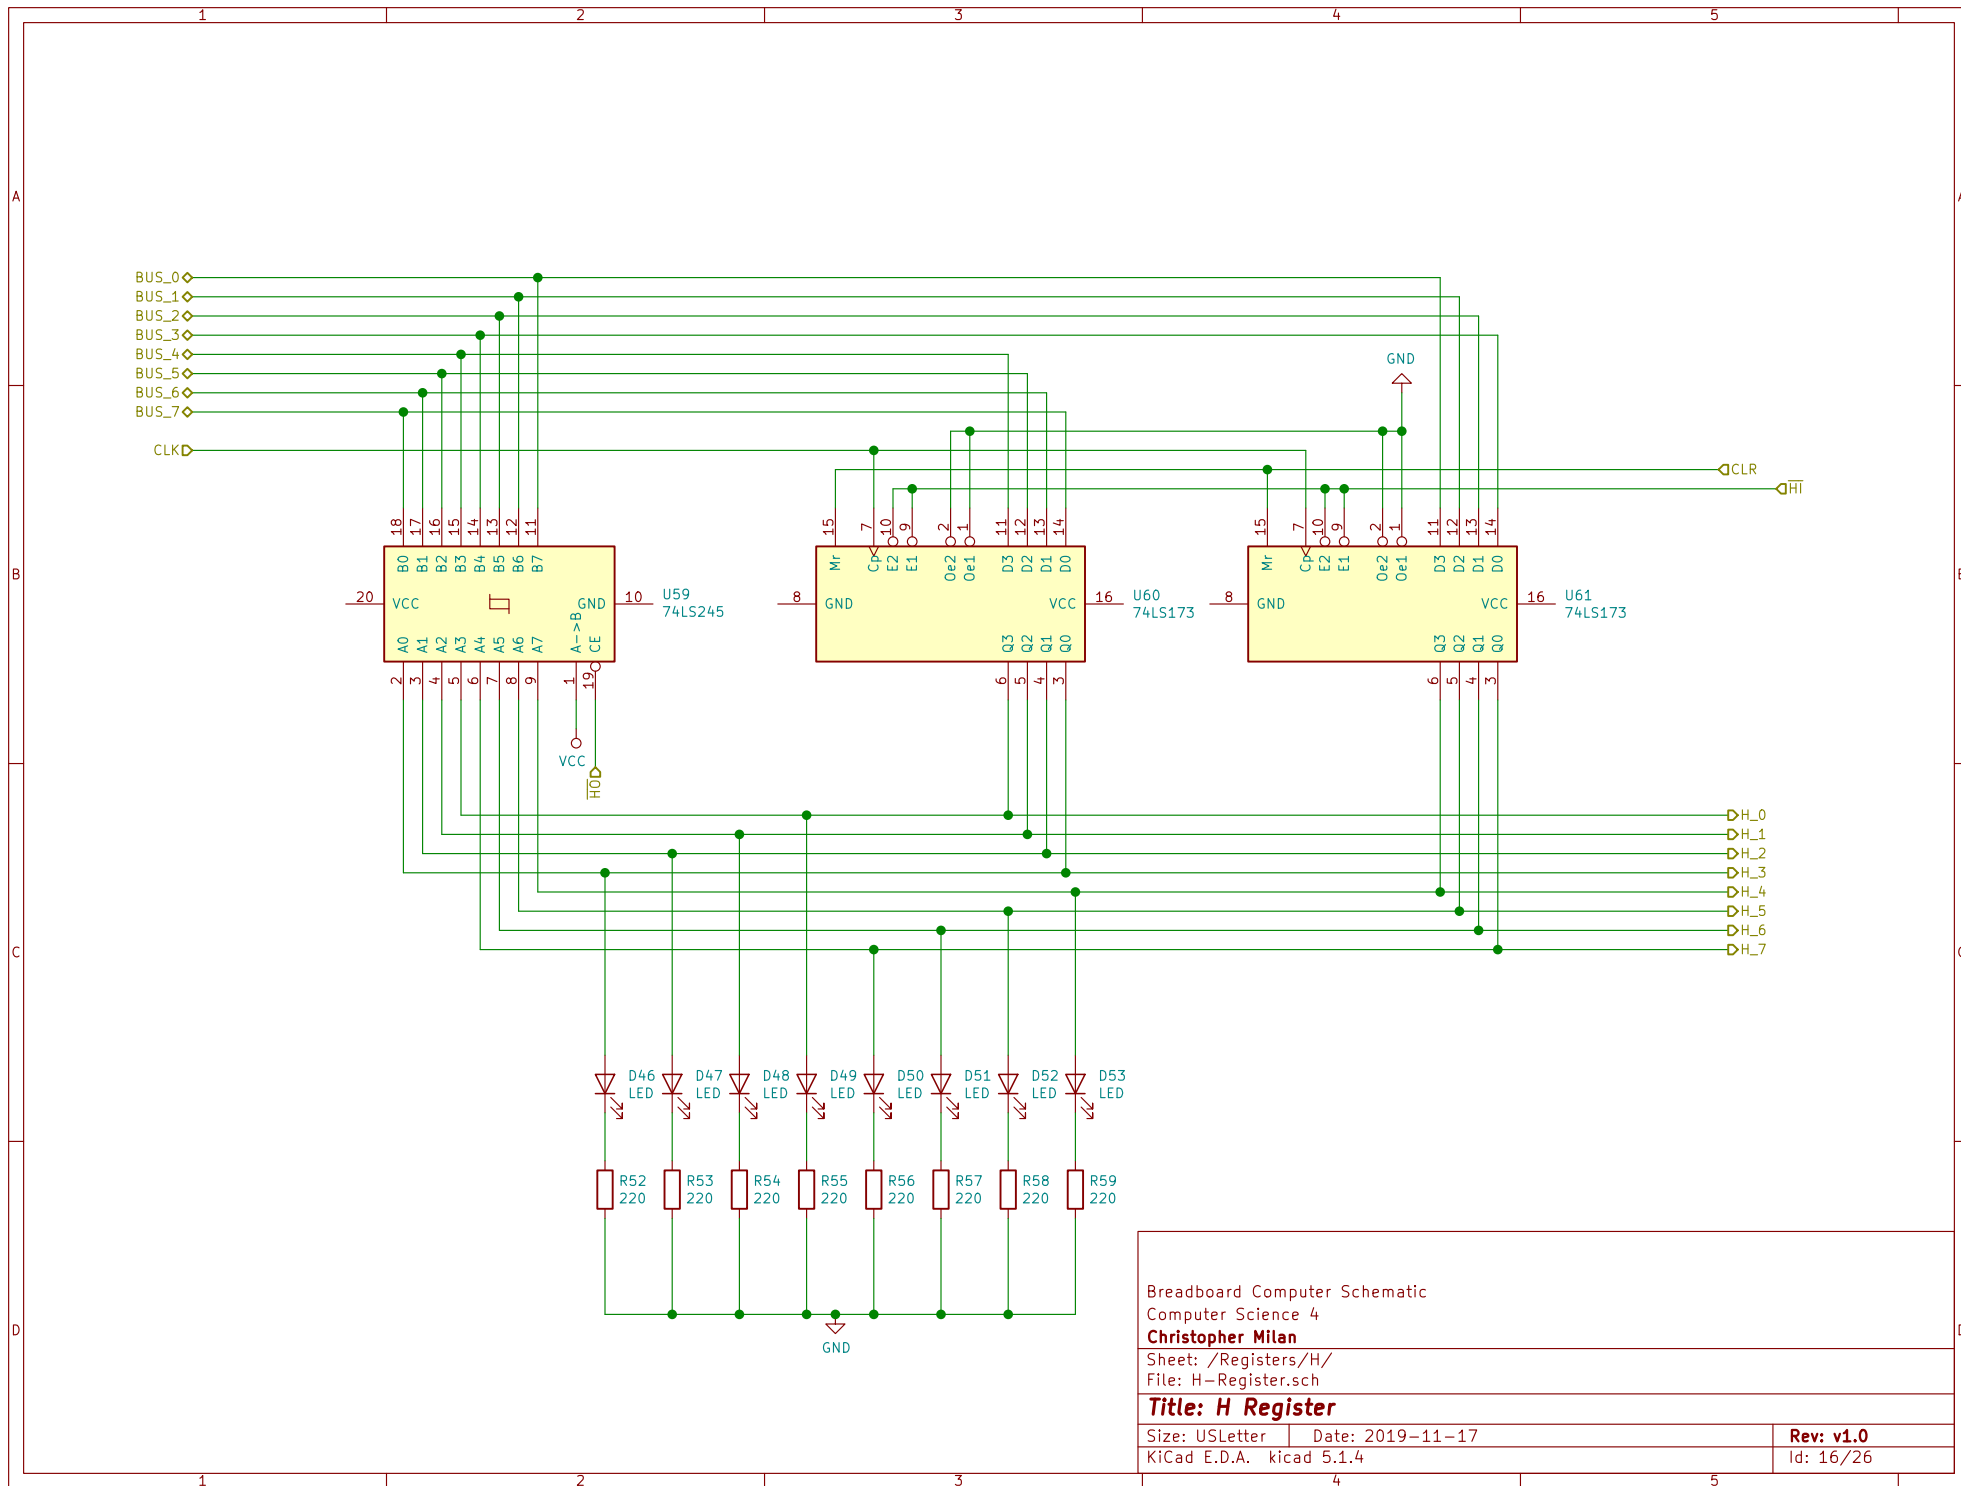 1 2 3 4 5
A
BUS_0
BUS_1
BUS_2
BUS_3
BUS_4
BUS_5
BUS_6
BUS_7
CLK
GND
CLR
HI
18 17 16 15 14 13 12 11
15 7 10 9 2 1 11 12 13 14
15 7 10 9 2 1 11 12 13 14
B
B0 B1 B2 B3 B4 B5 B6 B7
Mr Cp E2 E1 Oe2 Oe1 D3 D2 D1 D0
Mr Cp E2 E1 Oe2 Oe1 D3 D2 D1 D0
20 VCC GND 10
U59
74LS245
8 GND VCC 16
U60
74LS173
8 GND VCC 16
U61
74LS173
A0 A1 A2 A3 A4 A5 A6 A7 A->B CE
Q3 Q2 Q1 Q0
Q3 Q2 Q1 Q0
2 3 4 5 6 7 8 9 1 19
6 5 4 3
6 5 4 3
VCC
HO
H_0
H_1
H_2
H_3
H_4
H_5
H_6
H_7
C
D46 D47 D48 D49 D50 D51 D52 D53
LED LED LED LED LED LED LED LED
R52 R53 R54 R55 R56 R57 R58 R59
220 220 220 220 220 220 220 220
GND
D
Breadboard Computer Schematic
Computer Science 4
Christopher Milan
Sheet: /Registers/H/
File: H-Register.sch
Title: H Register
Size: USLetter Date: 2019-11-17 Rev: v1.0
KiCad E.D.A. kicad 5.1.4 Id: 16/26
1 2 3 4 5